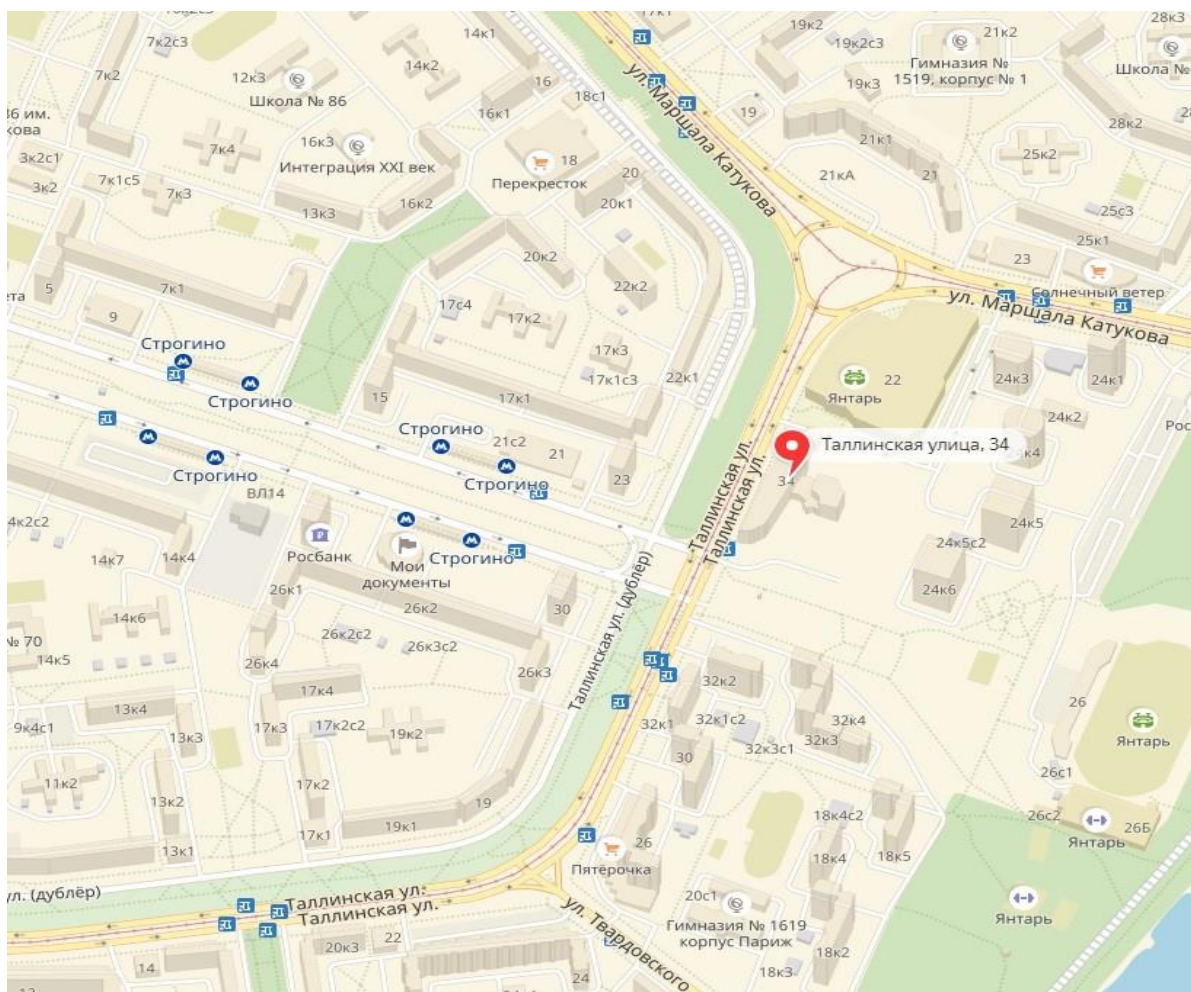 7к2с3
14к1
17к1
19к2
21к2
28к3
7к2
12к3
14к2
16
19к2с3
Гимназия №
1519, корпус № 1
Школа №
Школа № 86
18с1
19к3
ул. Маршала Катукова
19
86 им.
16к1
21к1
28к2
3к2с1
7к4
16к3
Интеграция XXI век
18
Перекресток
20
21кА
21
25к2
3к2
7к1с5
7к3
13к3
16к2
20к1
25с3
20к2
25к1
5
7к1
22к2
23
Солнечный ветер
ул. Маршала Катукова
9
17с4
17к2
Строгино
17к3
Строгино
15
17к1с3
22к1
22
Янтарь
24к3
24к1
17к1
24к2
Строгино
21с2
21
Таллинская улица, 34
Строгино
Строгино
23
34
Таллинская ул.
Таллинская ул.
ВЛ14
24к5
14к7
14к4
Росбанк
Мои
документы
Строгино
24к5с2
26к1
24к6
14к6
26к2
30
Таллинская ул. (дублёр)
№ 70
26к2с2
26к3с2
14к5
26к4
26к3
17к4
32к2
26
13к4
32к1
32к1с2
32к4
9к4с1
13к3
17к3
17к2с2
19к2
32к3
32к3с1
Янтарь
30
11к2
26с1
13к2
17к2
19
18к4с2
26с2
26Б
Янтарь
13к1
17к1
19к1
26
Пятёрочка
18к4
18к5
ул. (дублёр)
Таллинская ул.
Таллинская ул.
20с1
Гимназия № 1619
корпус Париж
Янтарь
ул. Твардовского
20к3
22
18к2
14
24
18к3